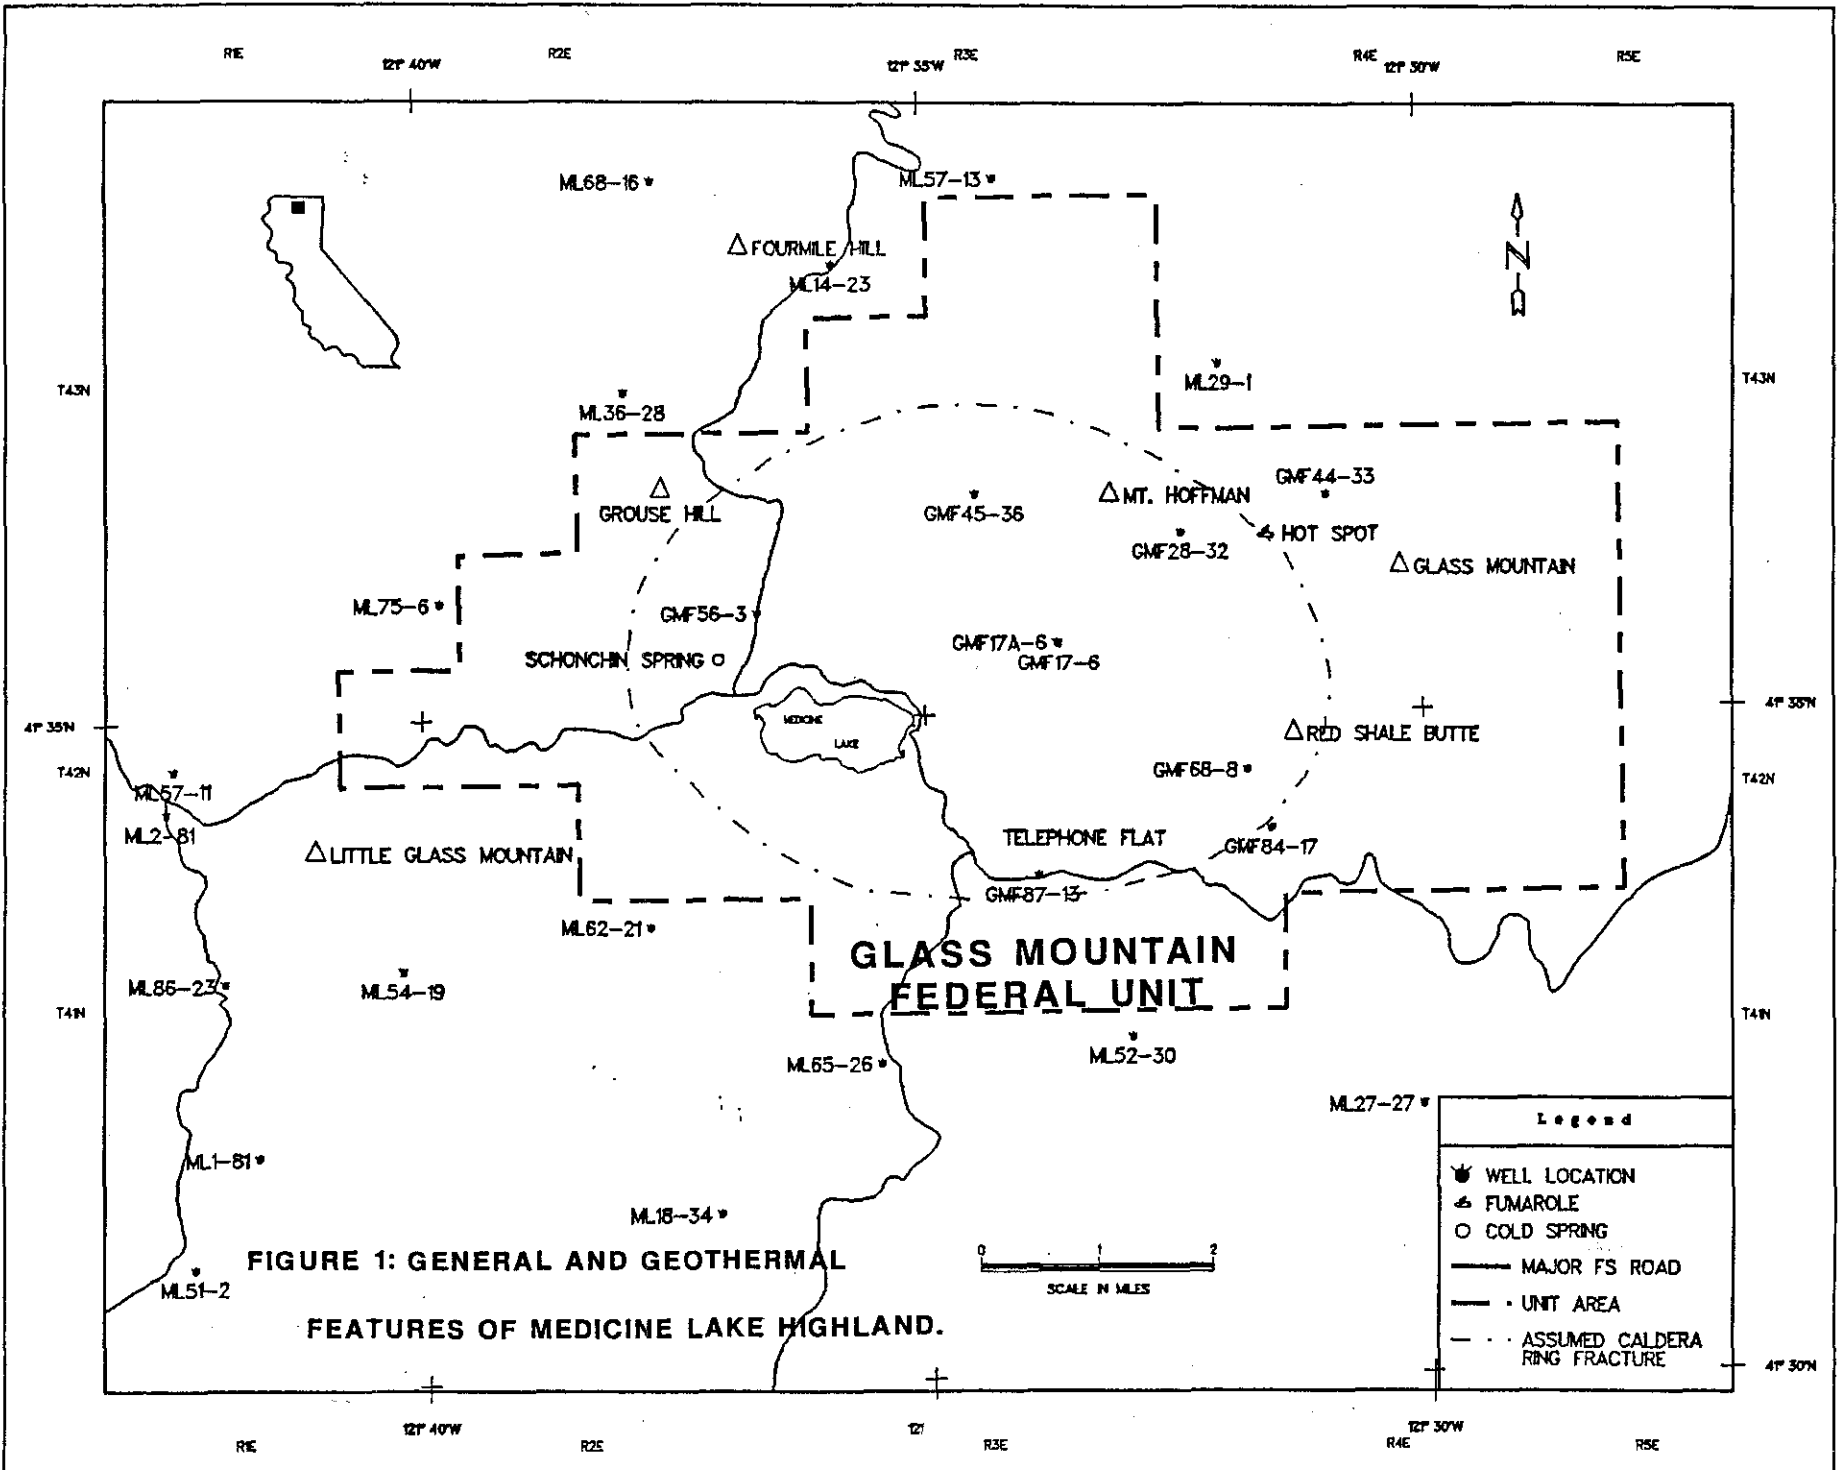 R1E
R2E
R3E
R4E
R5E
121° 40'W
121° 35'W
121° 30'W
ML68-16
ML57-13
FOURMILE HILL
ML14-23
N
T43N
T43N
ML29-1
ML36-28
GMF44-33
GROUSE HILL
GMF45-36
MT. HOFFMAN
GMF28-32
HOT SPOT
GLASS MOUNTAIN
ML75-6
GMF56-3
SCHONCHIN SPRING
GMF17A-6
GMF17-6
41° 35'N
41° 35'N
MEDICINE
LAKE
RED SHALE BUTTE
T42N
T42N
GMF68-8
ML57-11
ML2-81
LITTLE GLASS MOUNTAIN
TELEPHONE FLAT
GMF84-17
GMF87-13
ML62-21
GLASS MOUNTAIN
FEDERAL UNIT
ML86-23
ML54-19
T41N
T41N
ML65-26
ML52-30
ML27-27
ML1-81
ML18-34
ML51-2
FIGURE 1: GENERAL AND GEOTHERMAL
FEATURES OF MEDICINE LAKE HIGHLAND.
0 1 2
SCALE IN MILES
Legend
WELL LOCATION
FUMAROLE
COLD SPRING
MAJOR FS ROAD
UNIT AREA
ASSUMED CALDERA
RING FRACTURE
41° 30'N
121° 40'W
121
121° 30'W
R1E
R2E
R3E
R4E
R5E